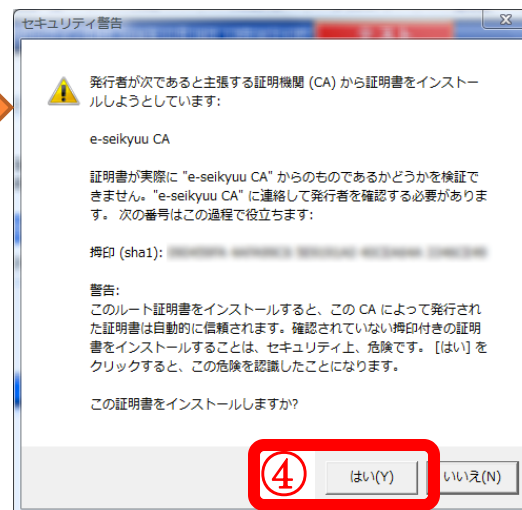 セキュリティ警告
発行者が次であると主張する証明機関 (CA) から証明書をインストー
ルしようとしています:
e-seikyuu CA
証明書が実際に "e-seikyuu CA" からのものであるかどうかを検証で
きません。"e-seikyuu CA" に連絡して発行者を確認する必要がありま
す。 次の番号はこの過程で役立ちます:
拇印 (sha1):
警告:
このルート証明書をインストールすると、この CA によって発行され
た証明書は自動的に信頼されます。確認されていない拇印付きの証明
書をインストールすることは、セキュリティ上、危険です。 [はい] を
クリックすると、この危険を認識したことになります。
この証明書をインストールしますか?
④ はい(Y) いいえ(N)